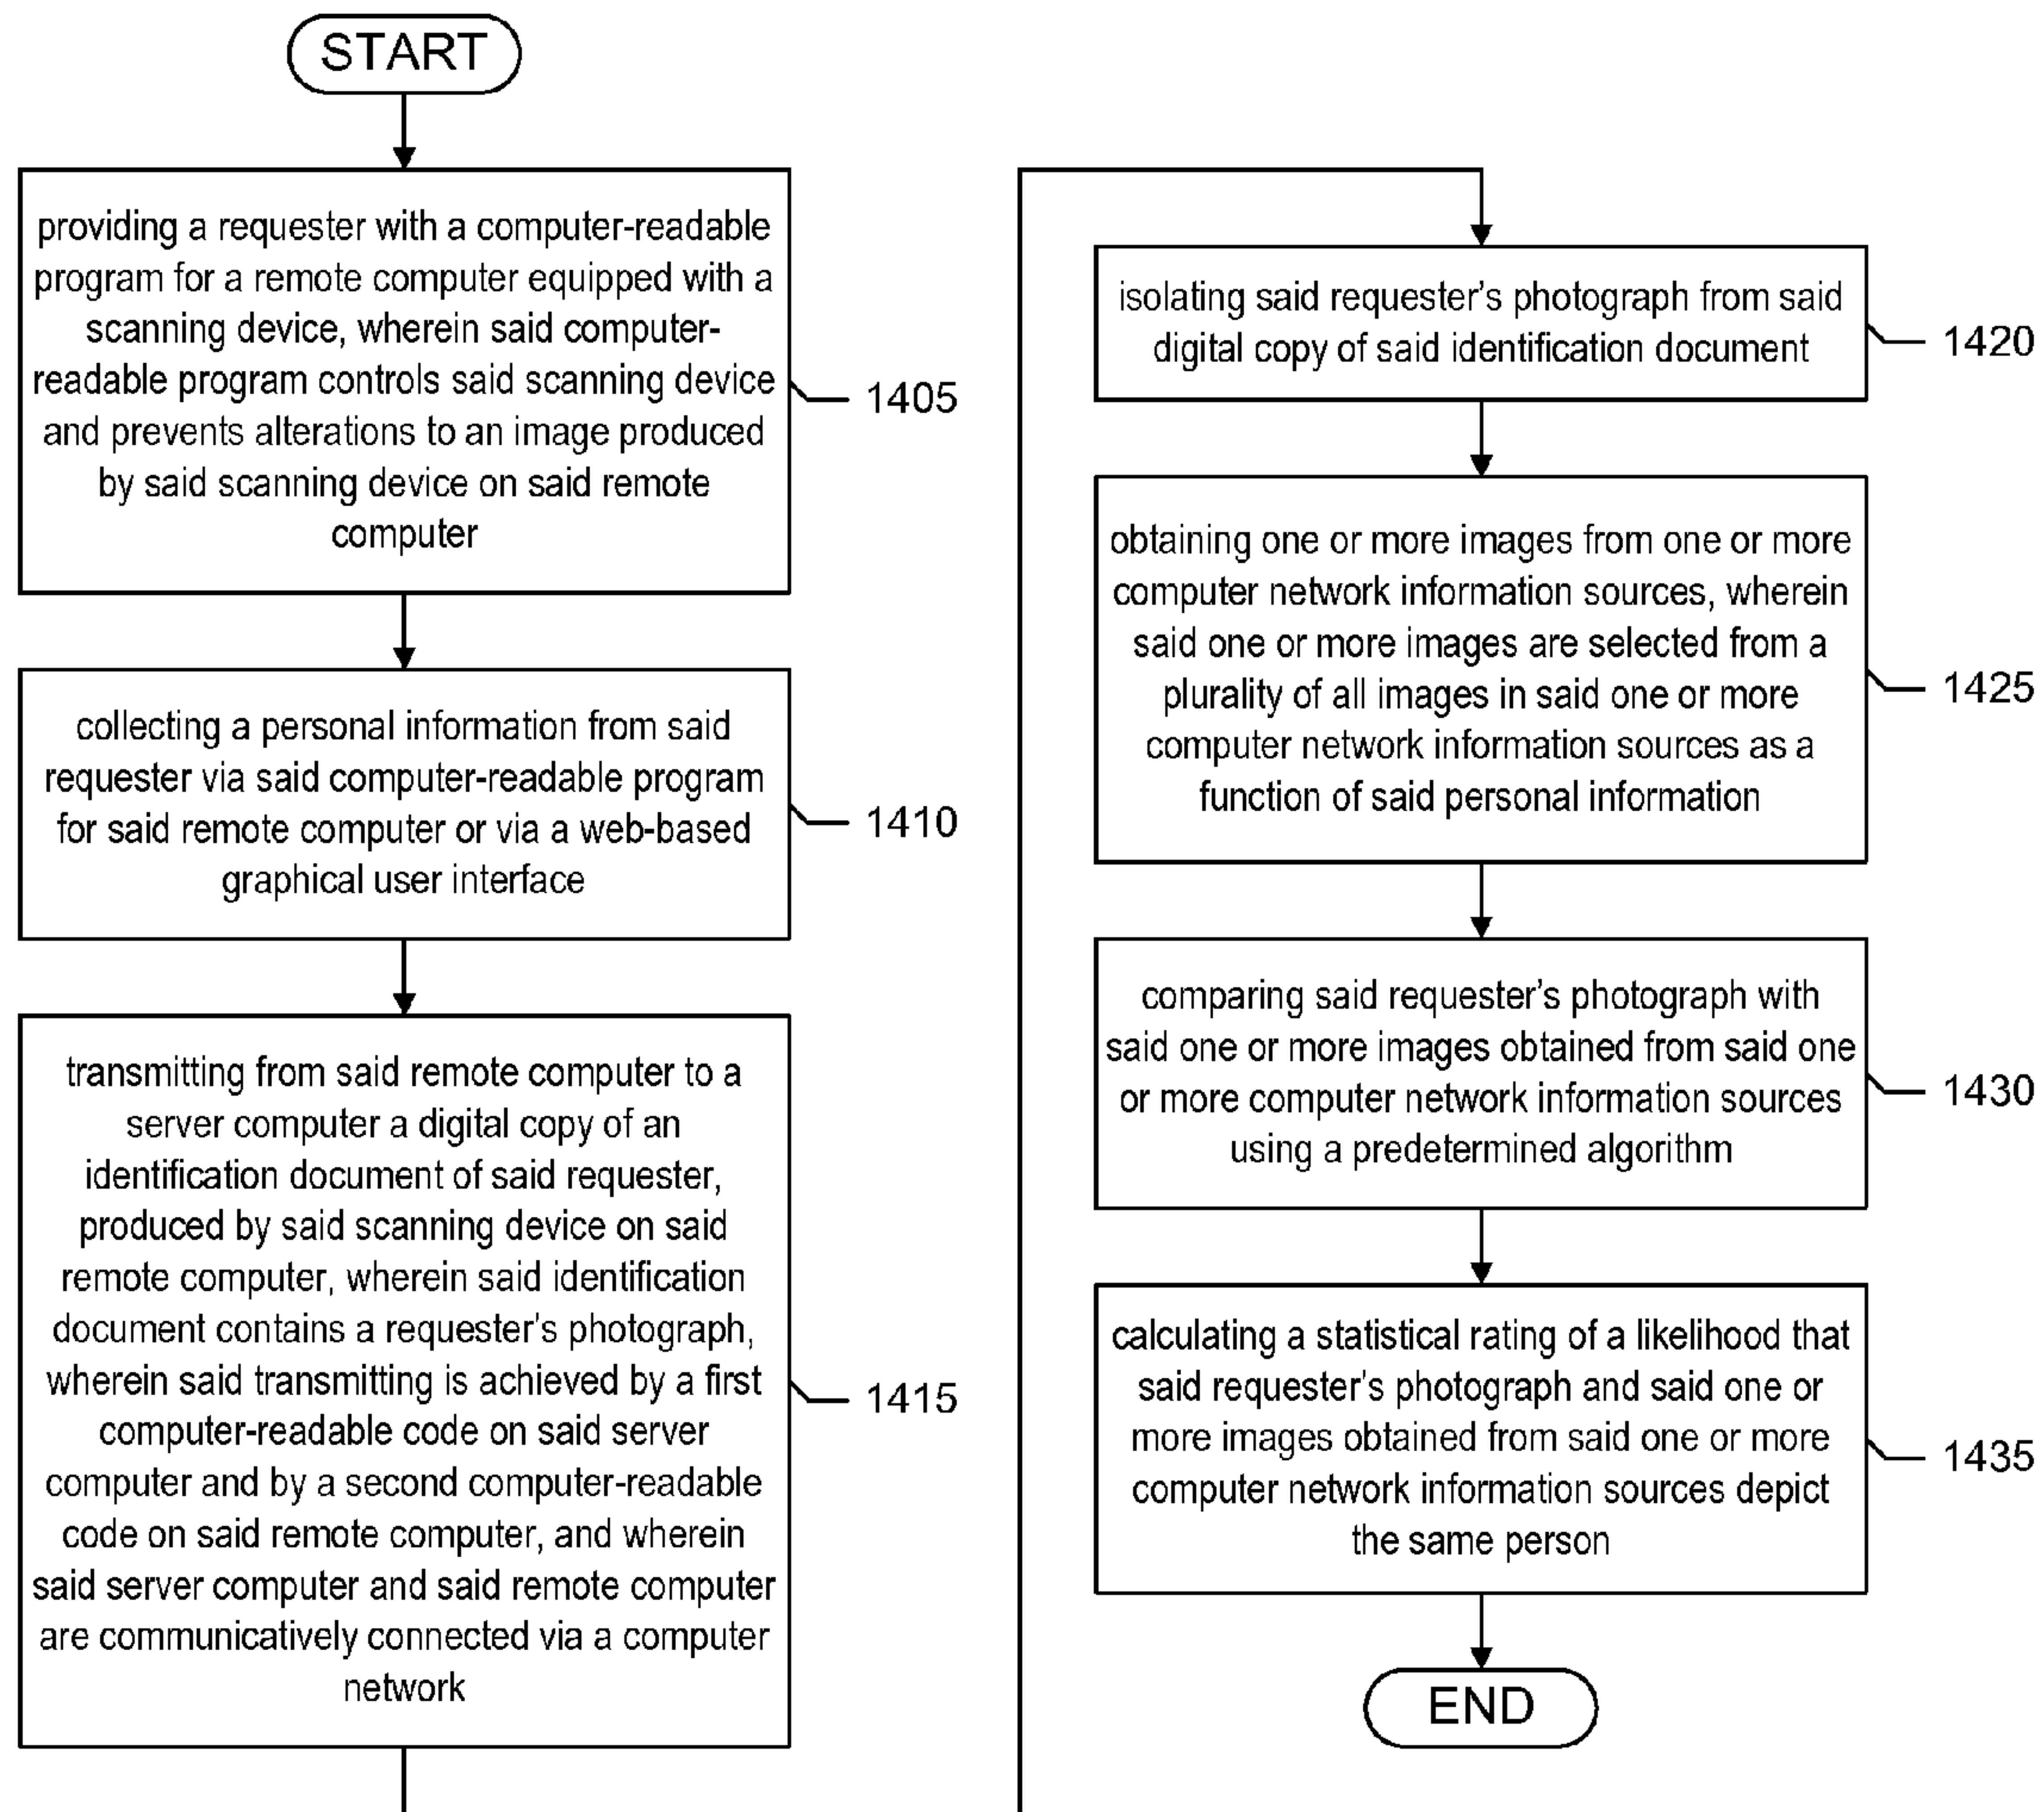 START
providing a requester with a computer-readable
program for a remote computer equipped with a
scanning device, wherein said computer-
readable program controls said scanning device
and prevents alterations to an image produced
by said scanning device on said remote
computer
1405
collecting a personal information from said
requester via said computer-readable program
for said remote computer or via a web-based
graphical user interface
1410
transmitting from said remote computer to a
server computer a digital copy of an
identification document of said requester,
produced by said scanning device on said
remote computer, wherein said identification
document contains a requester's photograph,
wherein said transmitting is achieved by a first
computer-readable code on said server
computer and by a second computer-readable
code on said remote computer, and wherein
said server computer and said remote computer
are communicatively connected via a computer
network
1415
isolating said requester's photograph from said
digital copy of said identification document
1420
obtaining one or more images from one or more
computer network information sources, wherein
said one or more images are selected from a
plurality of all images in said one or more
computer network information sources as a
function of said personal information
1425
comparing said requester's photograph with
said one or more images obtained from said one
or more computer network information sources
using a predetermined algorithm
1430
calculating a statistical rating of a likelihood that
said requester's photograph and said one or
more images obtained from said one or more
computer network information sources depict
the same person
1435
END